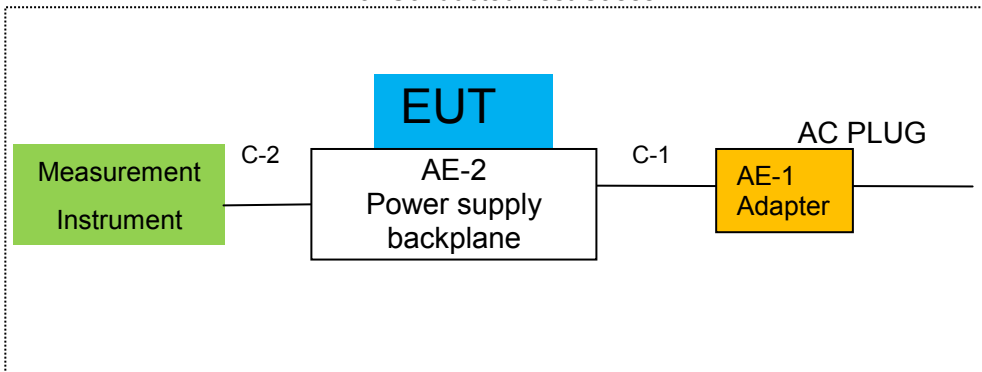 EUT
AC PLUG
C-2
C-1
Measurement
Instrument
AE-2
Power supply
backplane
AE-1
Adapter